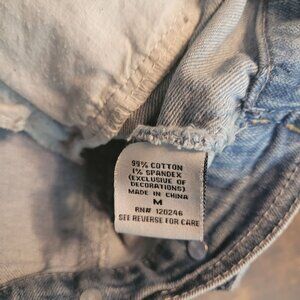 99% COTTON
1% SPANDEX
(EXCLUSIVE OF
DECORATIONS)
MADE IN CHINA
M
RN# 120246
SEE REVERSE FOR CARE